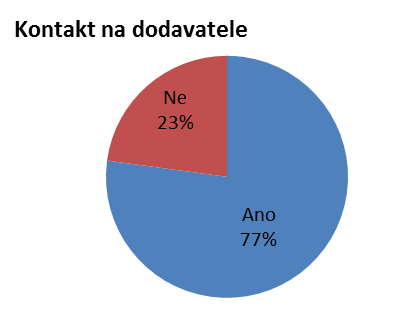 Kontakt na dodavatele
Ne
23%
Ano
77%